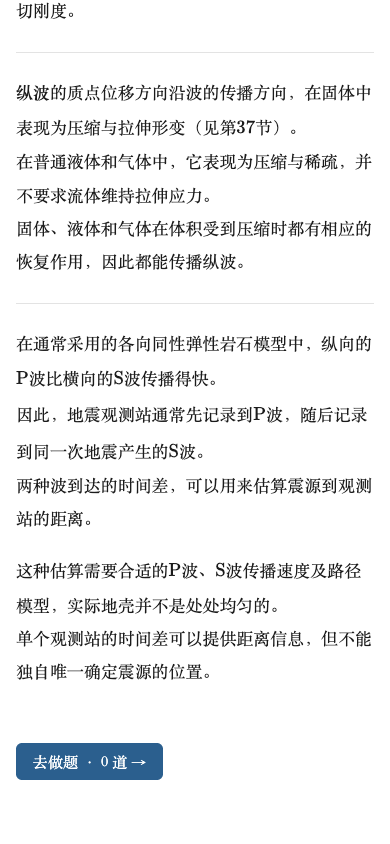 切刚度。
纵波的质点位移方向沿波的传播方向，在固体中
表现为压缩与拉伸形变（见第37节）。
在普通液体和气体中，它表现为压缩与稀疏，并
不要求流体维持拉伸应力。
固体、液体和气体在体积受到压缩时都有相应的
恢复作用，因此都能传播纵波。
在通常采用的各向同性弹性岩石模型中，纵向的
P波比横向的S波传播得快。
因此，地震观测站通常先记录到P波，随后记录
到同一次地震产生的S波。
两种波到达的时间差，可以用来估算震源到观测
站的距离。
这种估算需要合适的P波、S波传播速度及路径
模型，实际地壳并不是处处均匀的。
单个观测站的时间差可以提供距离信息，但不能
独自唯一确定震源的位置。
去做题 · 0 道 →